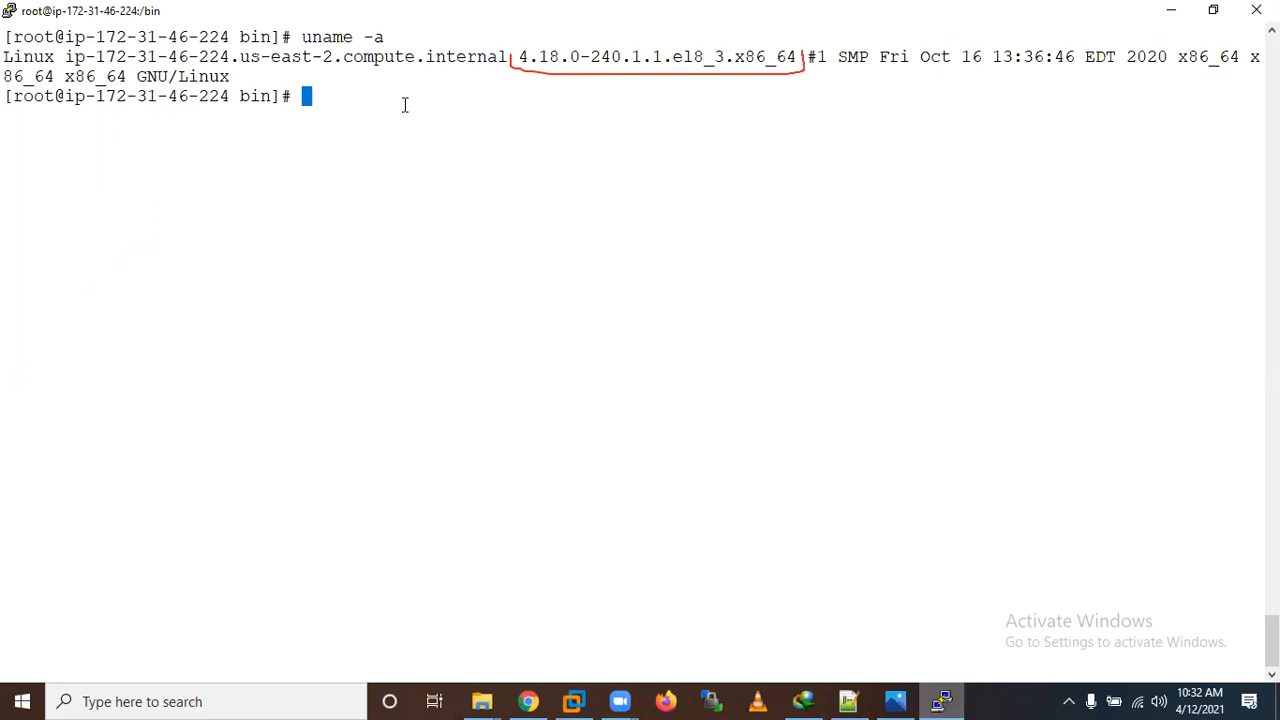 root@ip-172-31-46-224:/bin
[root@ip-172-31-46-224 bin]# uname -a
Linux ip-172-31-46-224.us-east-2.compute.internal 4.18.0-240.1.1.el8_3.x86_64 #1 SMP Fri Oct 16 13:36:46 EDT 2020 x86_64 x
86_64 x86_64 GNU/Linux
[root@ip-172-31-46-224 bin]#
Activate Windows
Go to Settings to activate Windows.
Type here to search
10:32 AM
4/12/2021